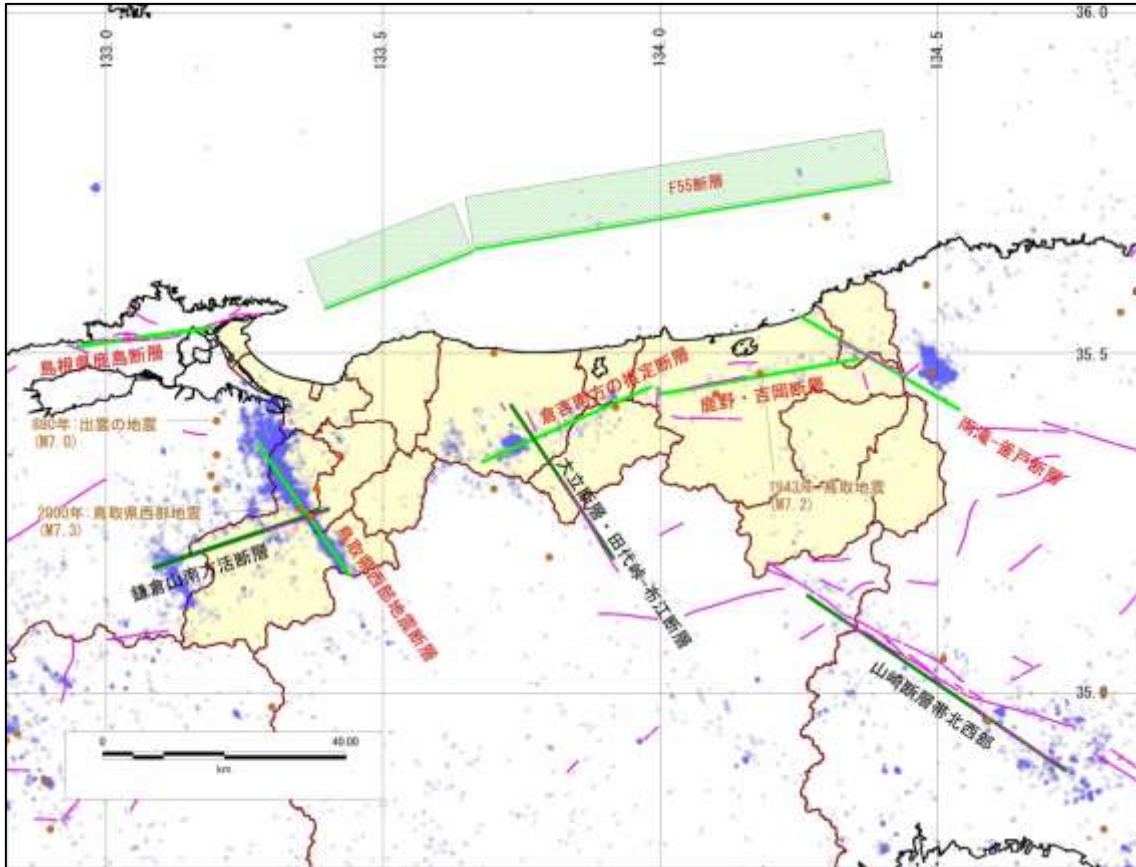 133.0
133.5
134.0
134.5
36.0
F55断層
島根県鹿島断層
35.5
倉吉南方の推定断層
鹿野・吉岡断層
雨滝-釜戸断層
880年:出雲の地震
(M7.0)
大立断層・田代峠-布江断層
1943年:鳥取地震
(M7.2)
2000年:鳥取県西部地震
(M7.3)
鳥取県西部地震断層
鎌倉山南方活断層
山崎断層帯北西部
35.0
0
40.00
km